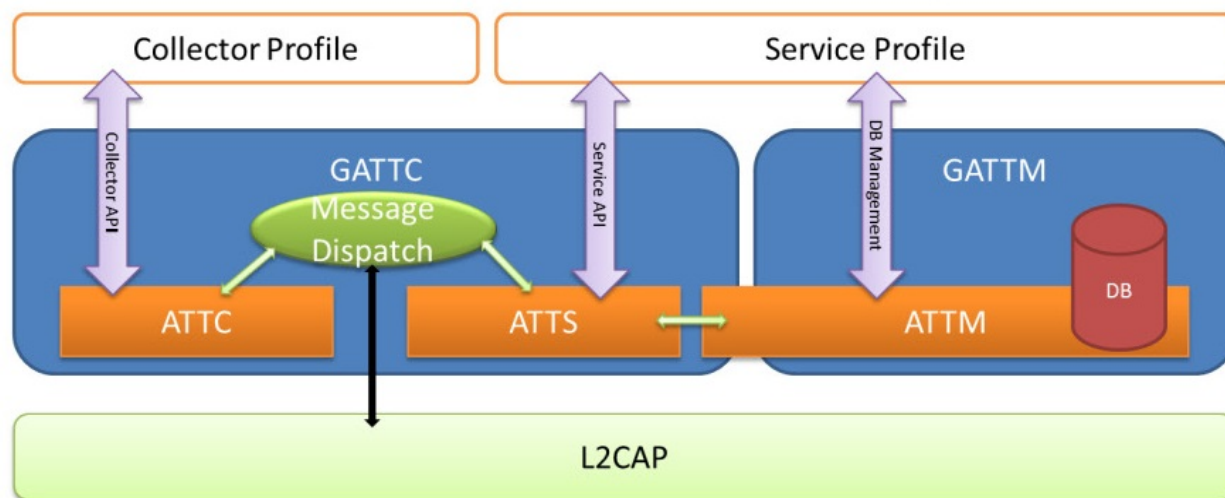 Collector Profile
Service Profile
Collector API
Service API
DB Management
GATTC
GATTM
Message
Dispatch
ATTC
ATTS
ATTM
DB
L2CAP